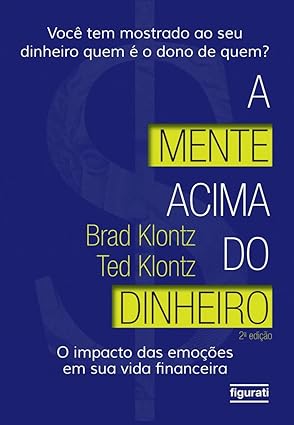 Você tem mostrado ao seu
dinheiro quem é o dono de quem?
A
MENTE
ACIMA
Brad Klontz
Ted Klontz
DO
DINHEIRO
2ª edição
O impacto das emoções
em sua vida financeira
figurati